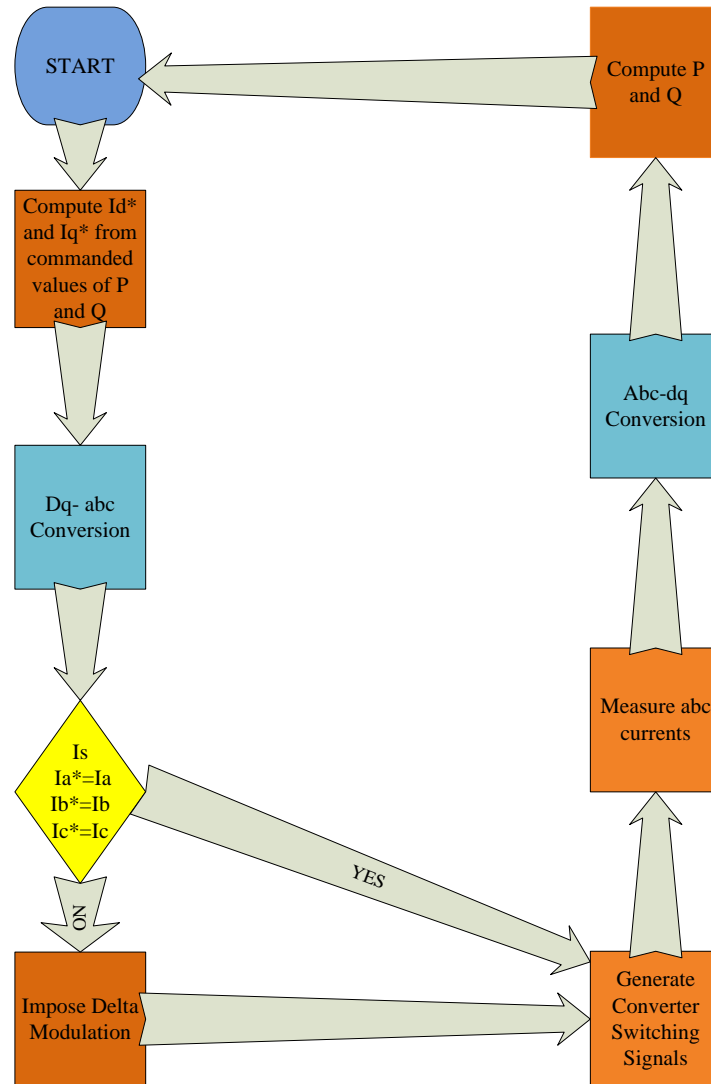 START
Compute Id*
and Iq* from
commanded
values of P
and Q
Dq- abc
Conversion
Is
Ia*=Ia
Ib*=Ib
Ic*=Ic
YES
NO
Impose Delta
Modulation
Generate
Converter
Switching
Signals
Measure abc
currents
Abc-dq
Conversion
Compute P
and Q